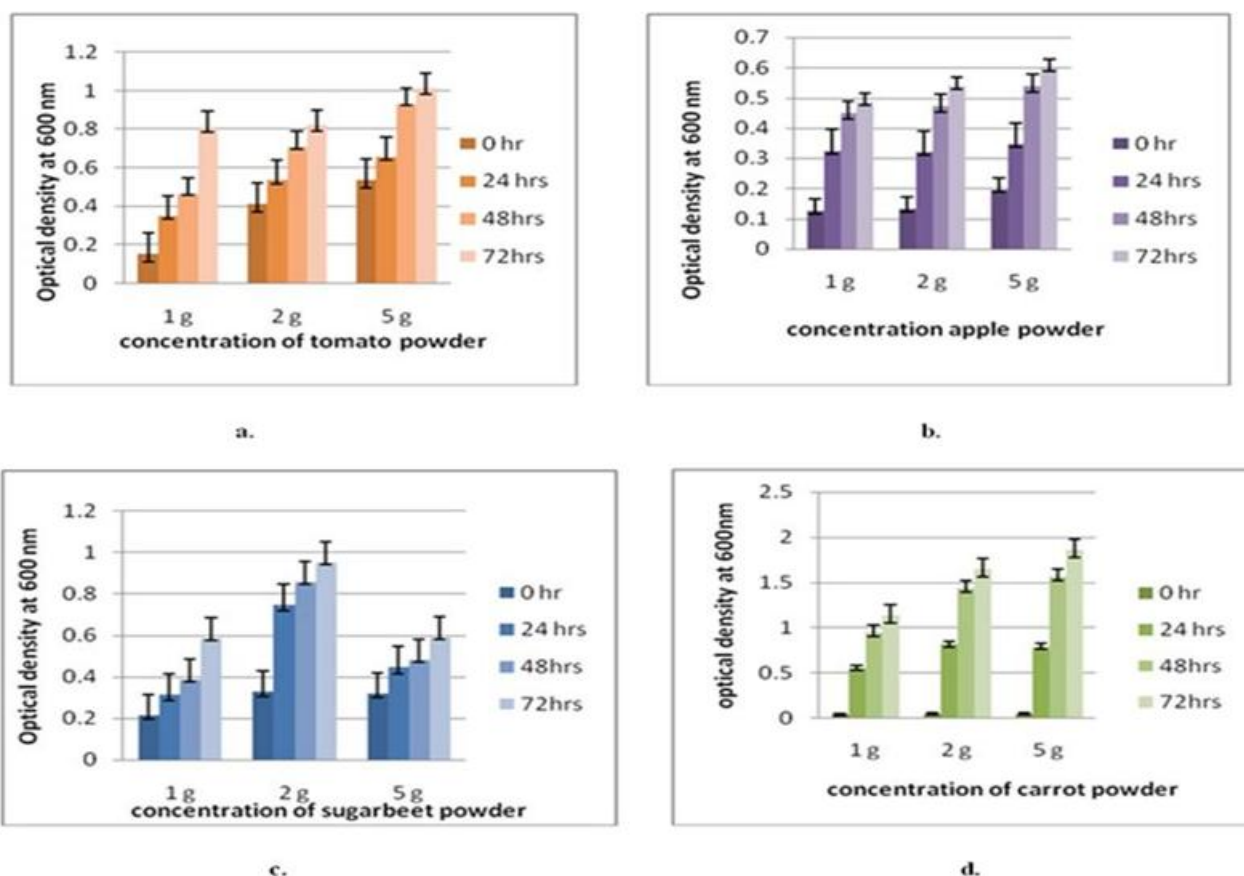 Optical density at 600 nm
1.2
1
0.8
0.6
0.4
0.2
0
1 g 2 g 5 g
concentration of tomato powder
0 hr
24 hrs
48hrs
72hrs
a.
Optical density at 600 nm
0.7
0.6
0.5
0.4
0.3
0.2
0.1
0
1 g 2 g 5 g
concentration apple powder
0 hr
24 hrs
48hrs
72hrs
b.
Optical density at 600 nm
1.2
1
0.8
0.6
0.4
0.2
0
1 g 2 g 5 g
concentration of sugarbeet powder
0 hr
24 hrs
48hrs
72hrs
c.
optical density at 600nm
2.5
2
1.5
1
0.5
0
1 g 2 g 5 g
concentration of carrot powder
0 hr
24 hrs
48hrs
72hrs
d.